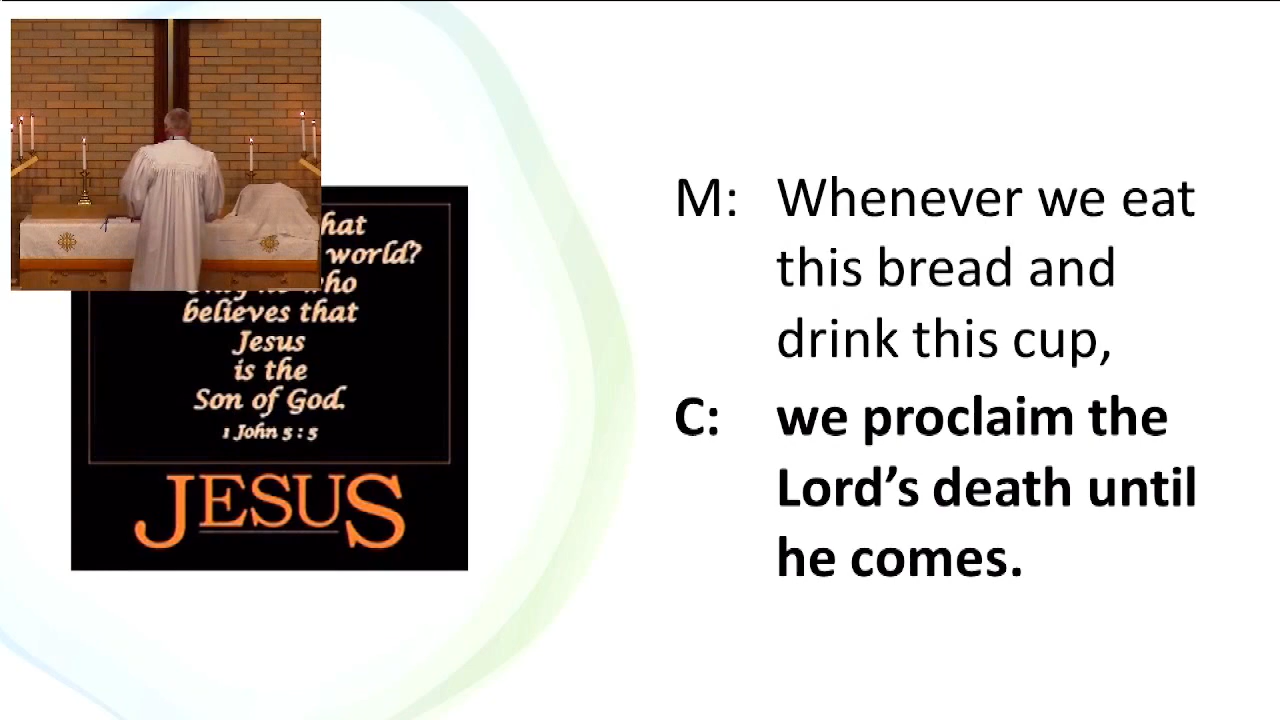 hat
world?
who
believes that
Jesus
is the
Son of God.
1 John 5 : 5
JESUS
M: Whenever we eat
this bread and
drink this cup,
C: we proclaim the
Lord’s death until
he comes.